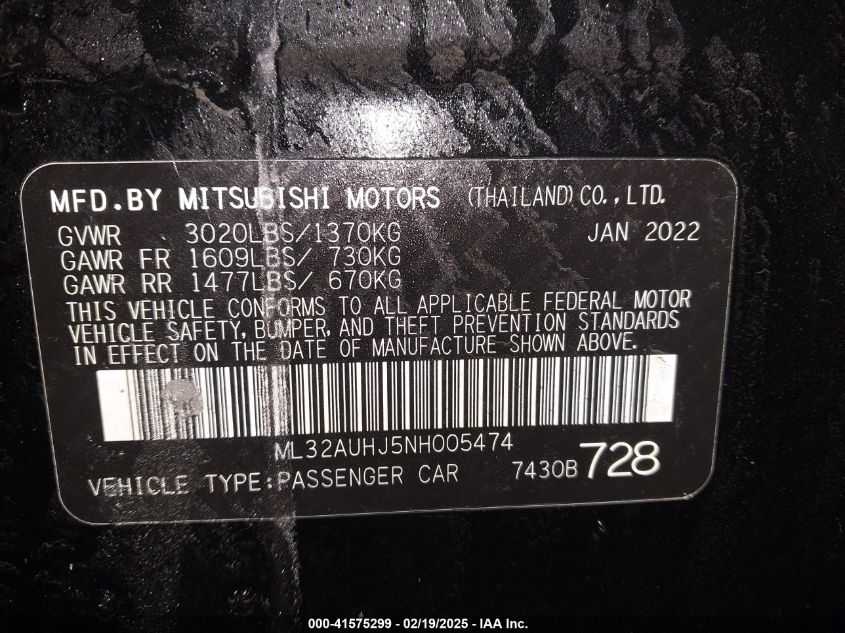 MFD.BY MITSUBISHI MOTORS (THAILAND) CO., LTD.
GVWR 3020LBS/1370KG JAN 2022
GAWR FR 1609LBS/ 730KG
GAWR RR 1477LBS/ 670KG
THIS VEHICLE CONFORMS TO ALL APPLICABLE FEDERAL MOTOR
VEHICLE SAFETY, BUMPER, AND THEFT PREVENTION STANDARDS
IN EFFECT ON THE DATE OF MANUFACTURE SHOWN ABOVE.
ML32AUHJ5NH005474
VEHICLE TYPE:PASSENGER CAR 7430B 728
000-41575299 - 02/19/2025 - IAA Inc.